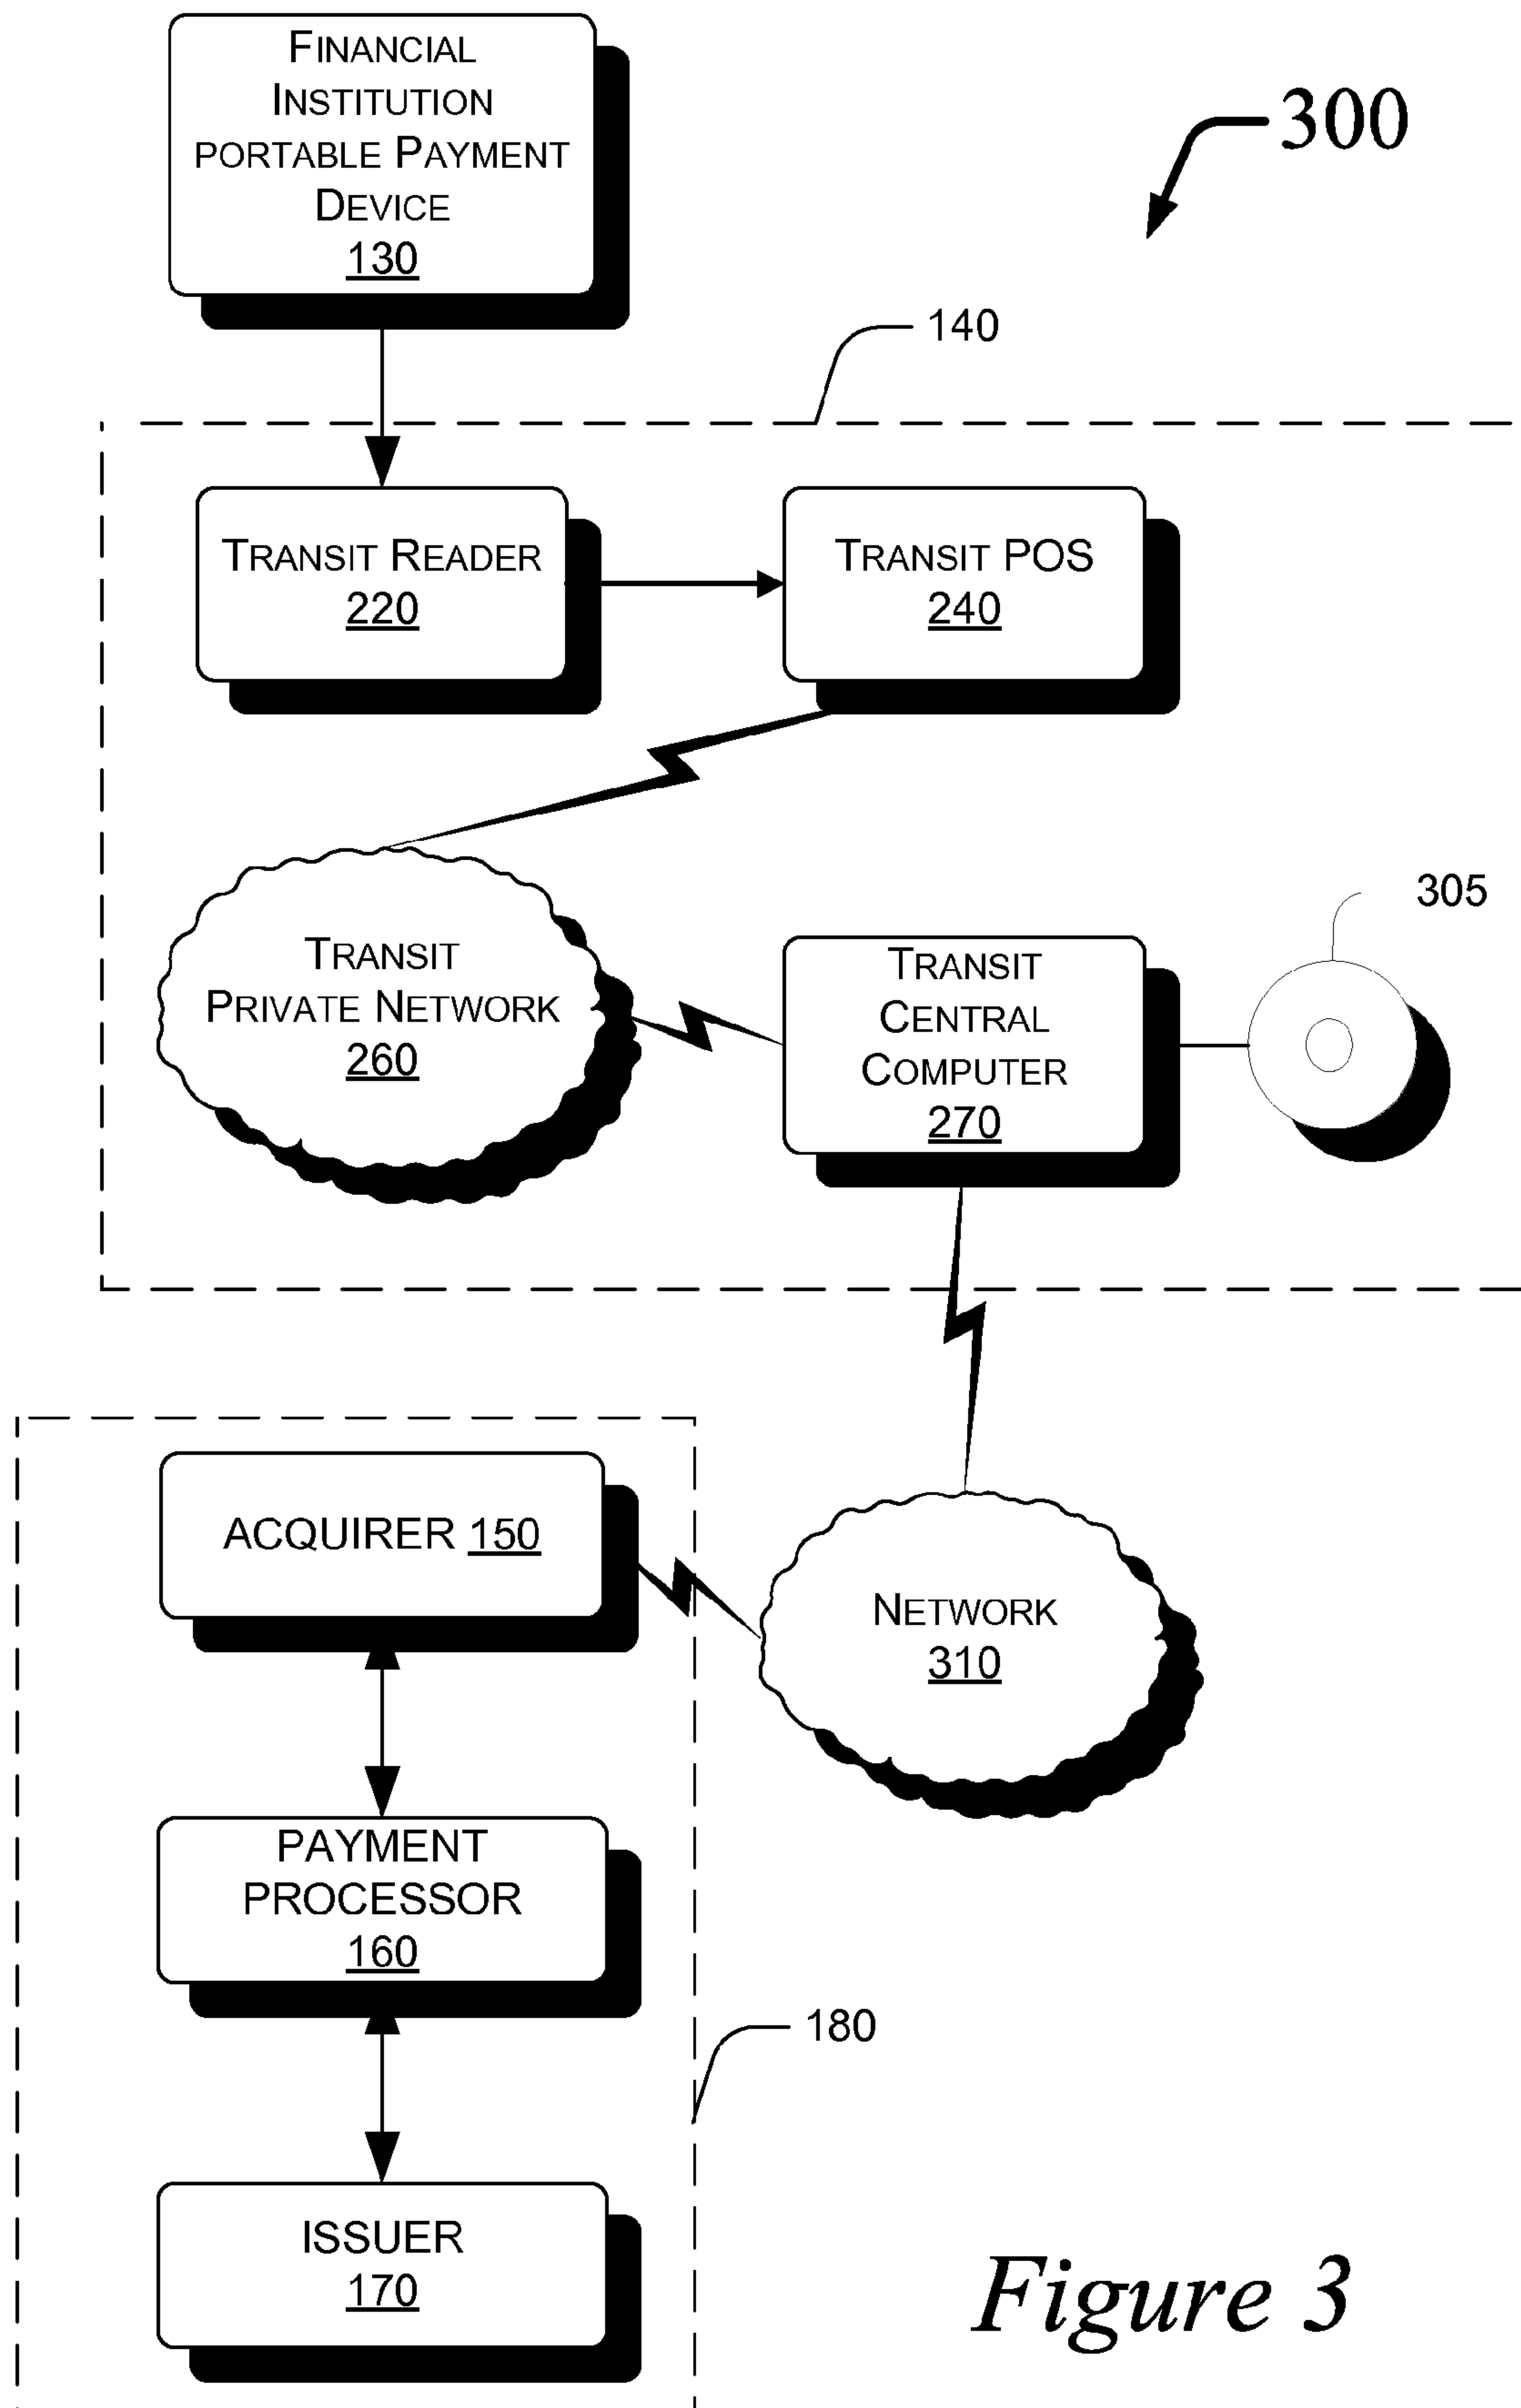 Financial
Institution
portable Payment
Device
130
300
140
Transit Reader
220
Transit POS
240
305
Transit
Private Network
260
Transit
Central
Computer
270
ACQUIRER 150
Network
310
PAYMENT
PROCESSOR
160
180
ISSUER
170
Figure 3